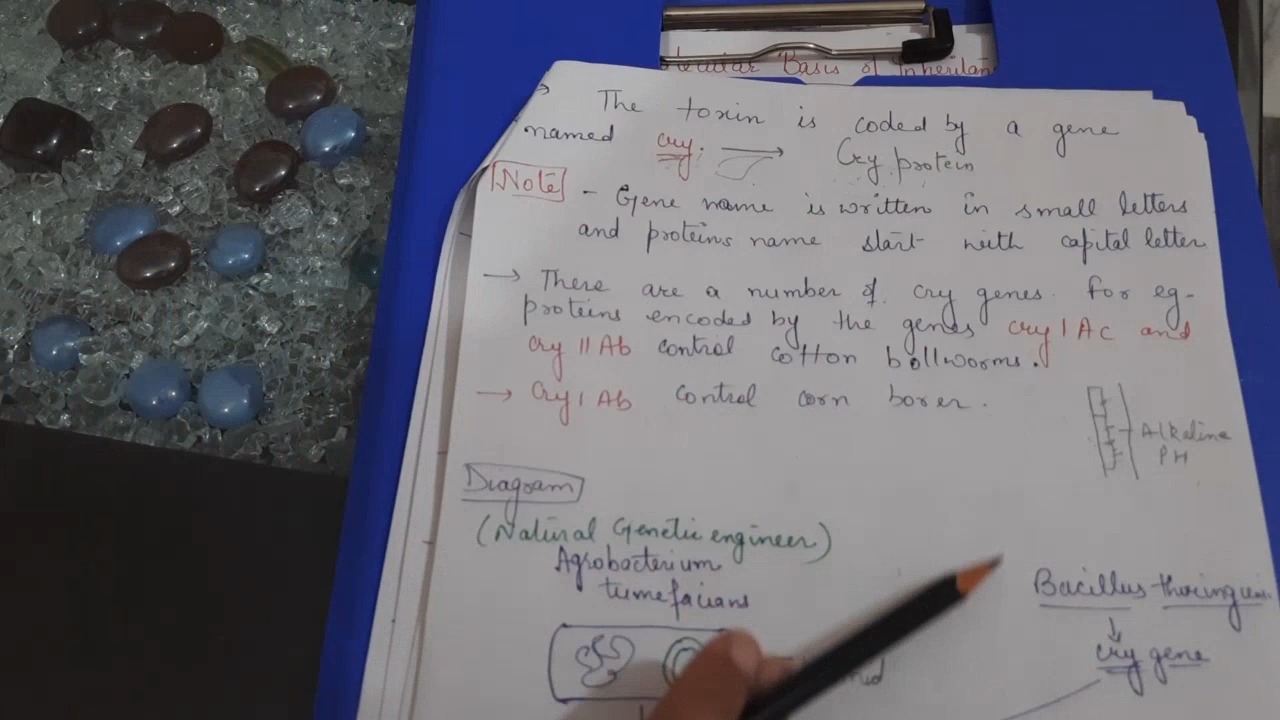 Basis of Inheritan
The toxin is coded by a gene
named cry. → Cry protein
Note - Gene name is written in small letters
and proteins name start with capital letter
→ There are a number of cry genes. For eg-
proteins encoded by the genes cry I Ac and
cry II Ab control cotton bollworms.
→ Cry I Ab control corn borer.
Alkaline
PH
Diagram
(Natural Genetic engineer)
Agrobacterium
tumefacians
Bacillus
cry gene